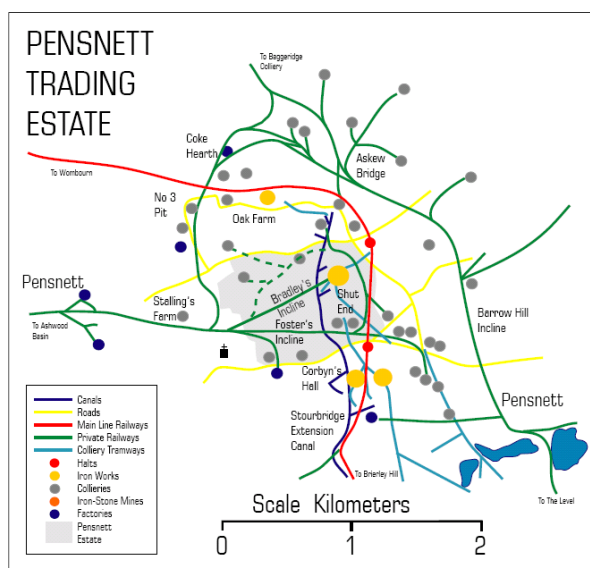 PENSNETT
TRADING
ESTATE
To Baggeridge
Colliery
Coke
Hearth
Askew
Bridge
To Wombourn
No 3
Pit
Oak Farm
Pensnett
Stalling's
Farm
Bradley's
Incline
Shut
End
Foster's
Incline
Barrow Hill
Incline
To Ashwood
Basin
Corbyn's
Hall
Pensnett
Stourbridge
Extension
Canal
To Brierley Hill
To The Level
Canals
Roads
Main Line Railways
Private Railways
Colliery Tramways
Halts
Iron Works
Collieries
Iron-Stone Mines
Factories
Pensnett
Estate
Scale Kilometers
0 1 2